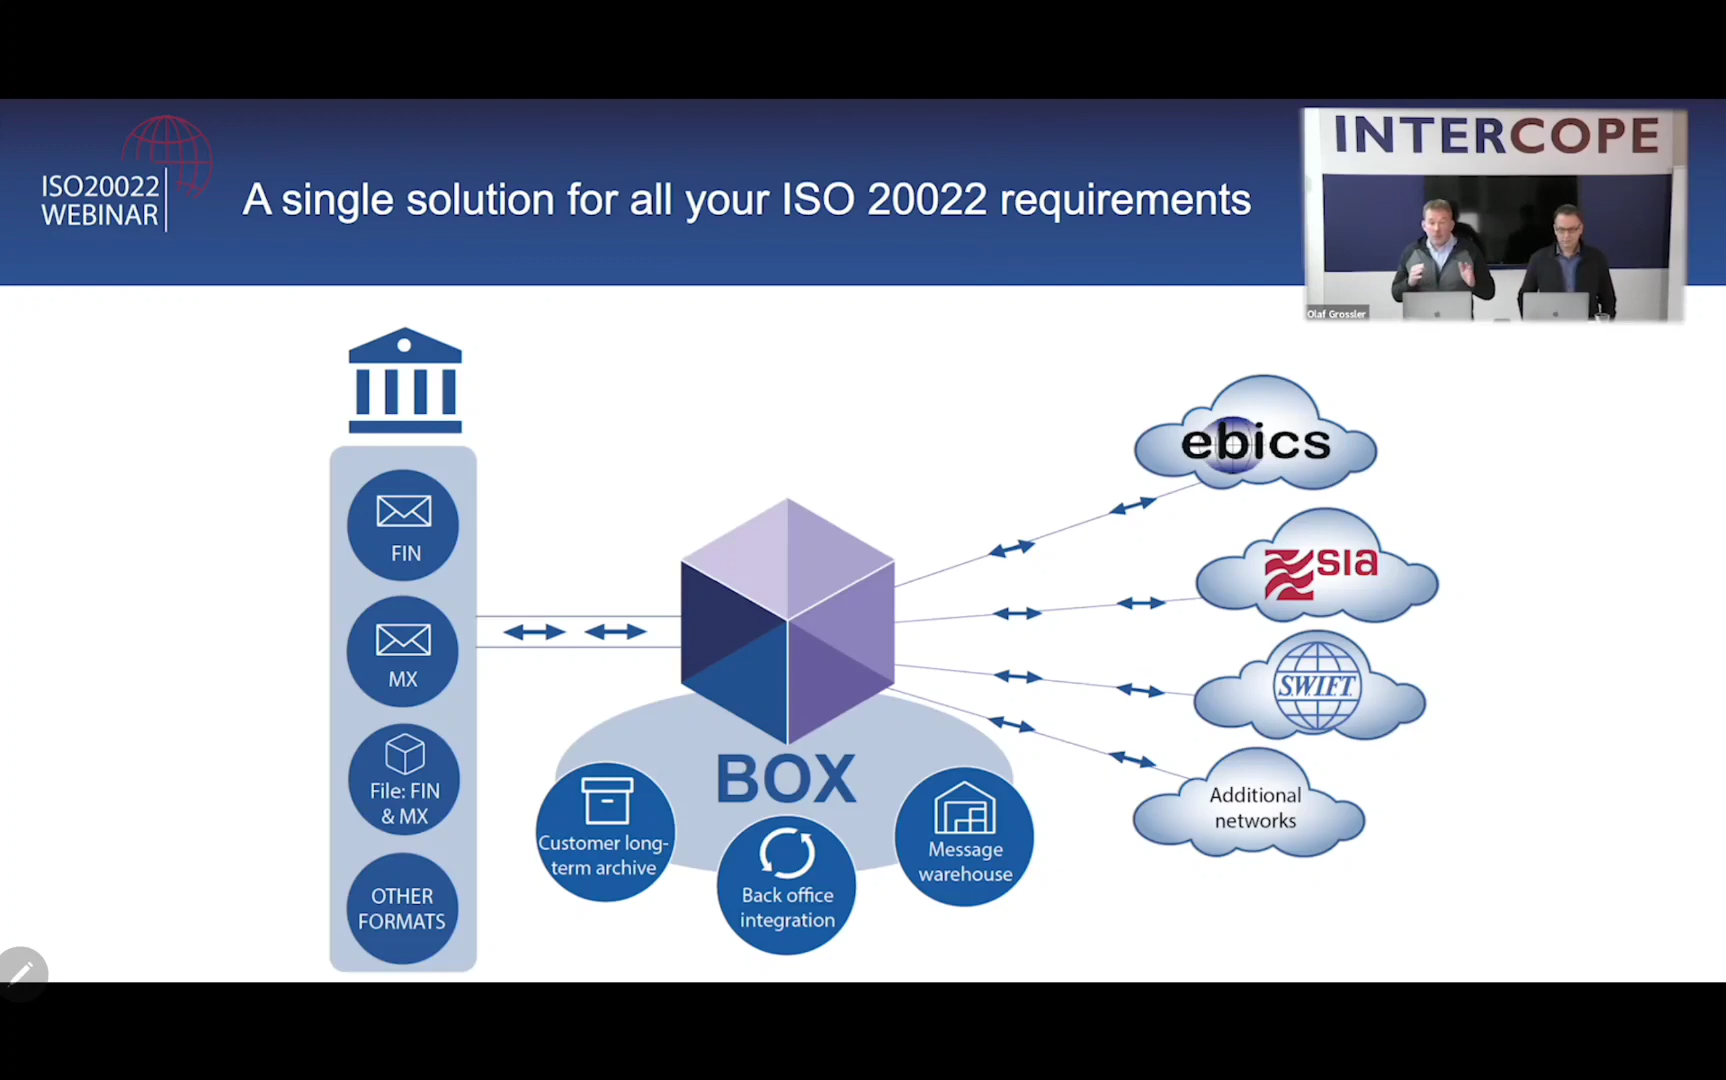 ISO20022
WEBINAR
A single solution for all your ISO 20022 requirements
INTERCOPE
Olaf Grossler
FIN
MX
File: FIN
& MX
OTHER
FORMATS
BOX
Customer long-
term archive
Back office
integration
Message
warehouse
ebics
sia
S.W.I.F.T.
Additional
networks